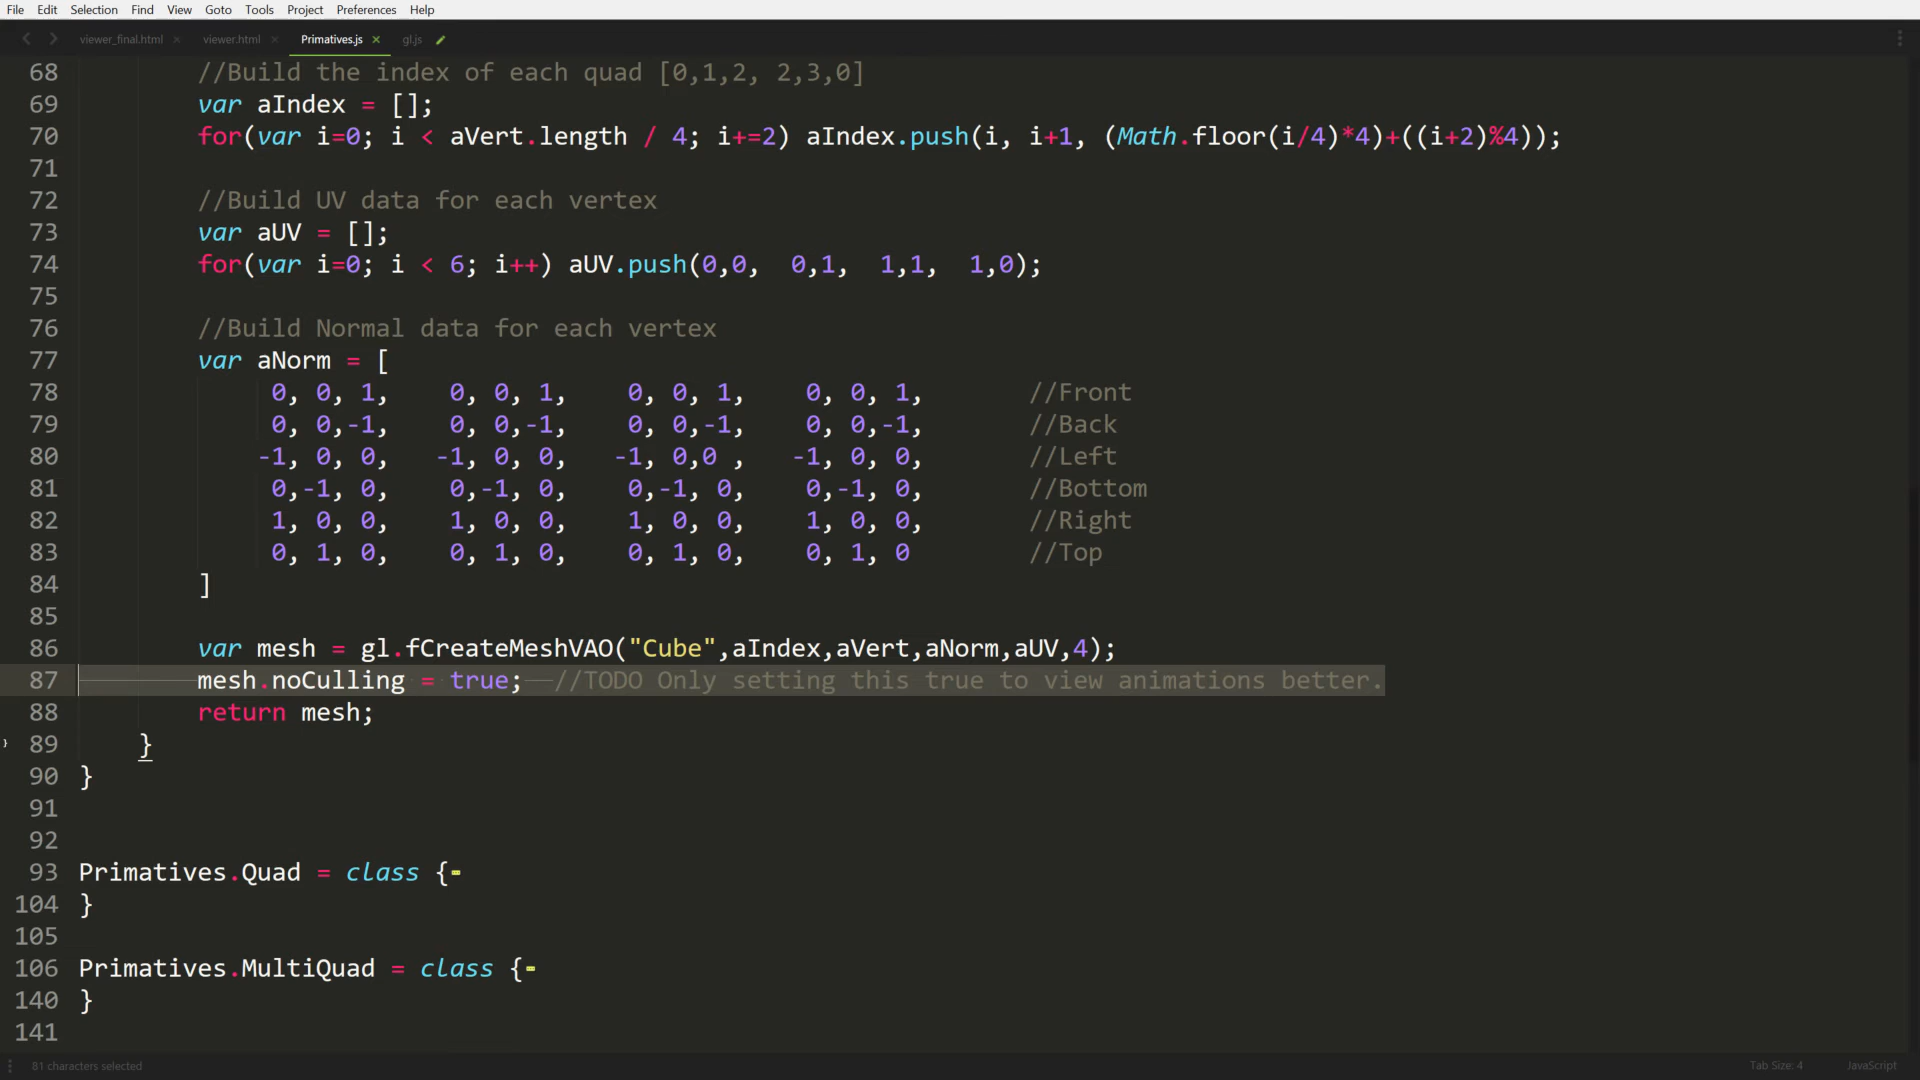 File Edit Selection Find View Goto Tools Project Preferences Help
viewer_final.html × viewer.html × Primatives.js × gl.js
68 //Build the index of each quad [0,1,2, 2,3,0]
69 var aIndex = [];
70 for(var i=0; i < aVert.length / 4; i+=2) aIndex.push(i, i+1, (Math.floor(i/4)*4)+((i+2)%4));
71
72 //Build UV data for each vertex
73 var aUV = [];
74 for(var i=0; i < 6; i++) aUV.push(0,0, 0,1, 1,1, 1,0);
75
76 //Build Normal data for each vertex
77 var aNorm = [
78 0, 0, 1, 0, 0, 1, 0, 0, 1, 0, 0, 1, //Front
79 0, 0,-1, 0, 0,-1, 0, 0,-1, 0, 0,-1, //Back
80 -1, 0, 0, -1, 0, 0, -1, 0,0 , -1, 0, 0, //Left
81 0,-1, 0, 0,-1, 0, 0,-1, 0, 0,-1, 0, //Bottom
82 1, 0, 0, 1, 0, 0, 1, 0, 0, 1, 0, 0, //Right
83 0, 1, 0, 0, 1, 0, 0, 1, 0, 0, 1, 0 //Top
84 ]
85
86 var mesh = gl.fCreateMeshVAO("Cube",aIndex,aVert,aNorm,aUV,4);
87 mesh.noCulling = true; //TODO Only setting this true to view animations better.
88 return mesh;
} 89 }
90 }
91
92
93 Primatives.Quad = class {
104 }
105
106 Primatives.MultiQuad = class {
140 }
141
81 characters selected Tab Size: 4 JavaScript